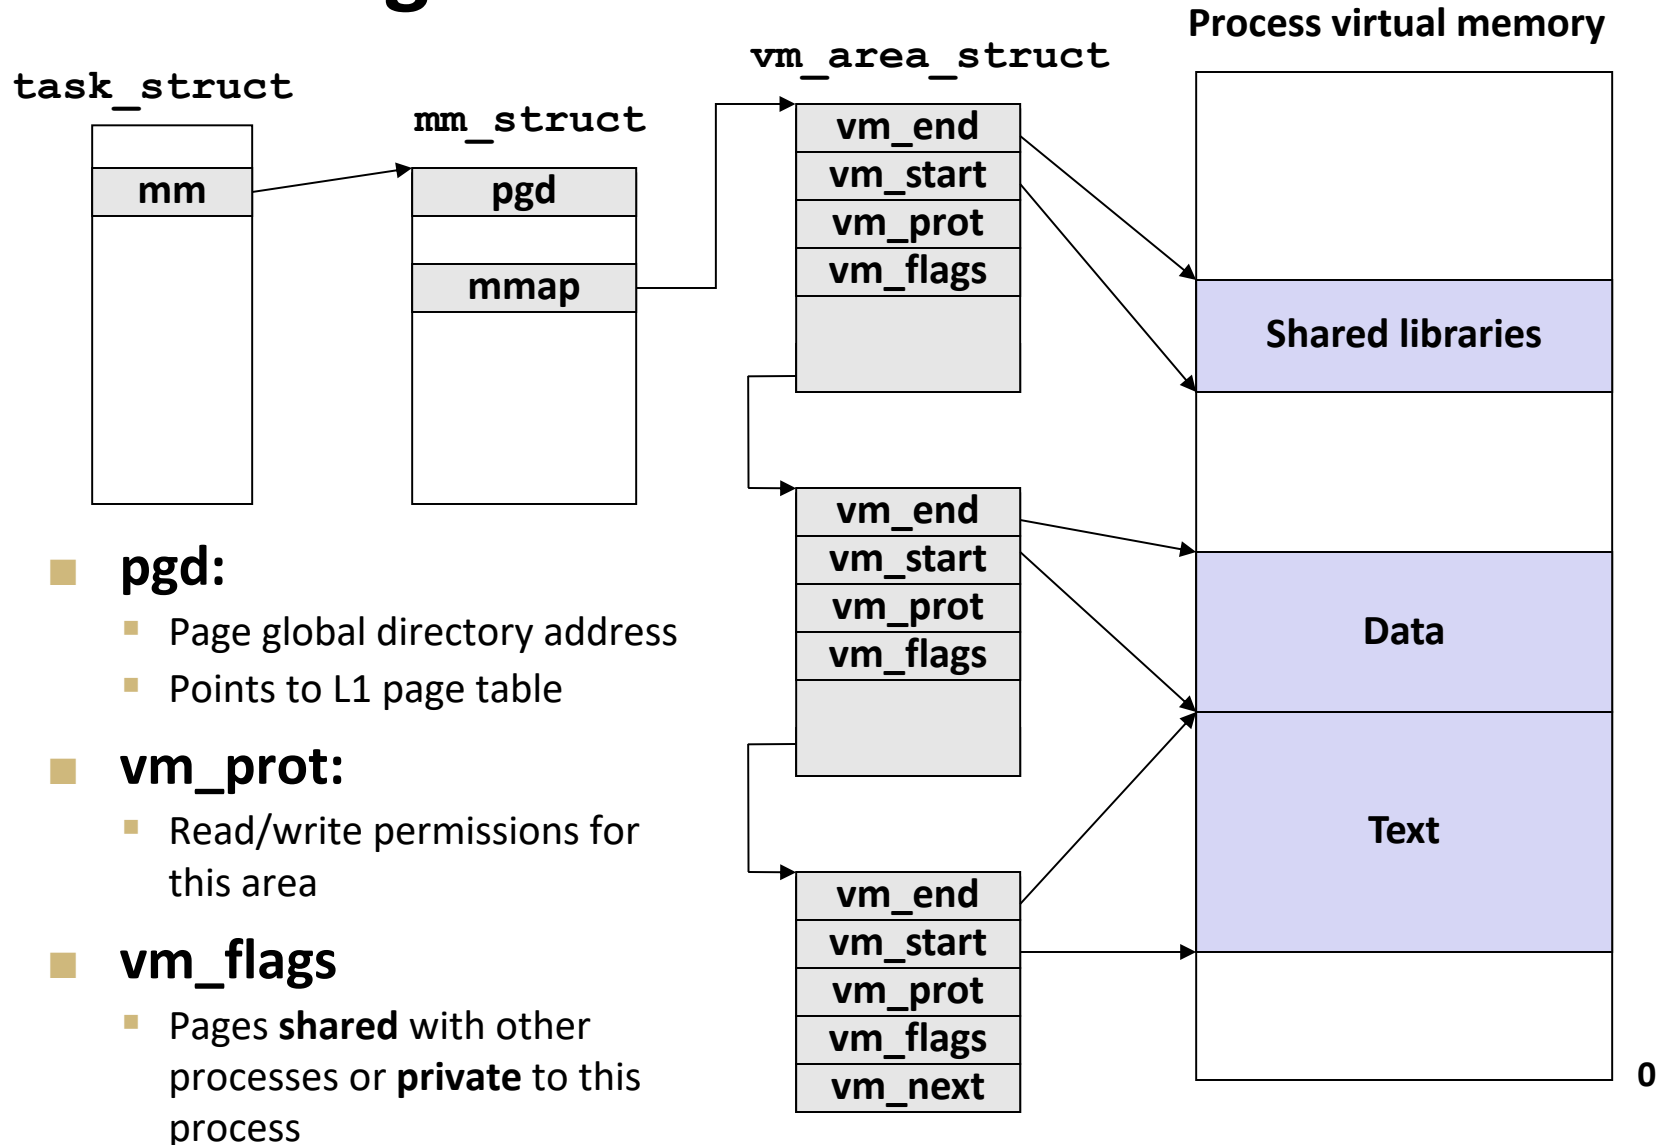 g
Process virtual memory
vm_area_struct
task_struct
mm_struct
mm
pgd
mmap
vm_end
vm_start
vm_prot
vm_flags
Shared libraries
vm_end
vm_start
vm_prot
vm_flags
Data
Text
vm_end
vm_start
vm_prot
vm_flags
vm_next
0
pgd:
Page global directory address
Points to L1 page table
vm_prot:
Read/write permissions for
this area
vm_flags
Pages shared with other
processes or private to this
process